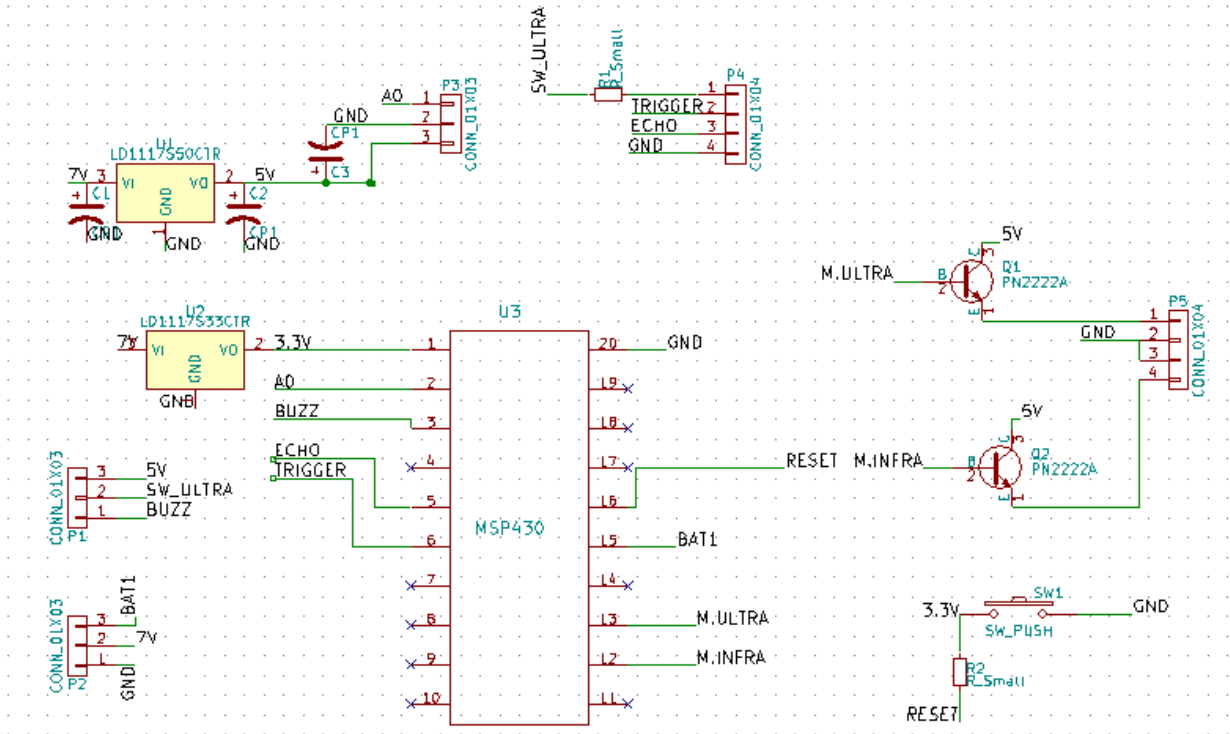 SW_ULTRA
R1
R_Small
P4
CONN_01X04
1
TRIGGER 2
ECHO 3
GND 4
P3
CONN_01X03
A0 1
GND 2
3
CP1
C3
+
U1
LD1117S50CTR
7V 3 VI VO 2 5V
GND
1
GND
+ C1
GND
+ C2
CP1
GND
U2
LD1117S33CTR
7V VI VO 2 3.3V
GND
GND
U3
MSP430
1 20 GND
A0 2 19
BUZZ 3 18
ECHO 4 17
TRIGGER 5 16 RESET
6 15 BAT1
7 14
8 13 M.ULTRA
9 12 M.INFRA
10 11
CONN_01X03
3 5V
2 SW_ULTRA
1 BUZZ
P1
CONN_01X03
3 BAT1
2 7V
1 GND
P2
M.ULTRA B 2
C 3 5V
E 1
Q1
PN2222A
P5
CONN_01X04
1
GND 2
3
4
M.INFRA B 2
C 3 5V
E 1
Q2
PN2222A
SW1
3.3V GND
SW_PUSH
R2
R_Small
RESET